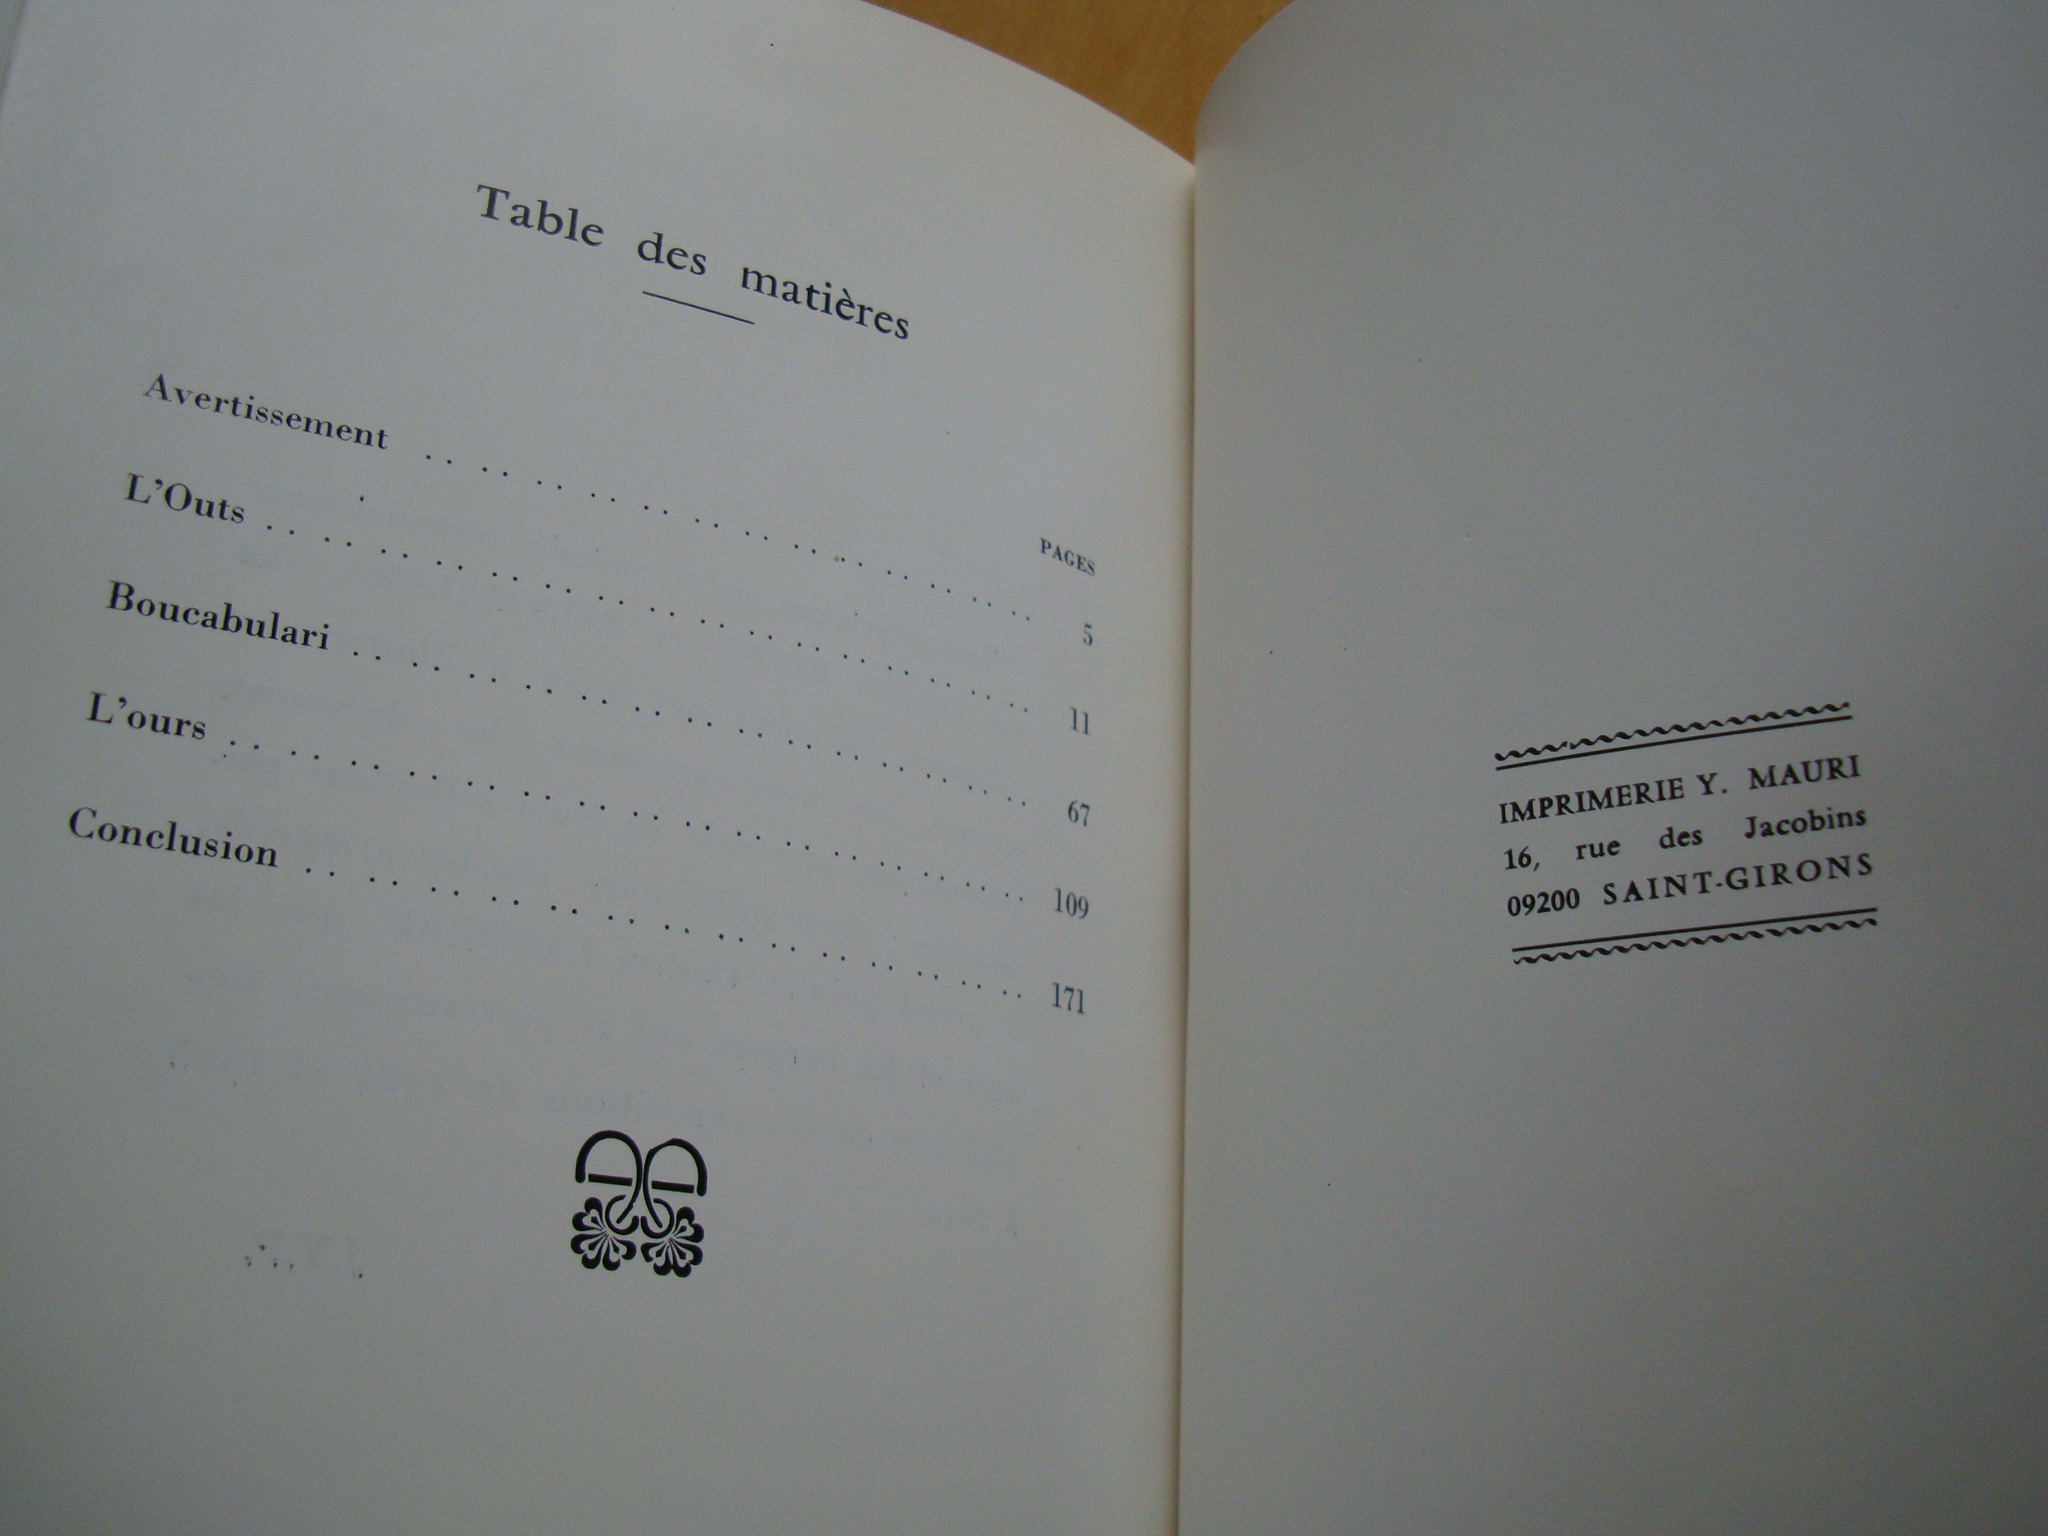 Table des matières
PAGES
Avertissement . . . . . . . . . . . . . . . . . . . . . . . . 5
L'Outs . . . . . . . . . . . . . . . . . . . . . . . . . . . . 11
Boucabulari . . . . . . . . . . . . . . . . . . . . . . . . . . 67
L'ours . . . . . . . . . . . . . . . . . . . . . . . . . . . . 109
Conclusion . . . . . . . . . . . . . . . . . . . . . . . . . . 171
IMPRIMERIE Y. MAURI
16, rue des Jacobins
09200 SAINT-GIRONS